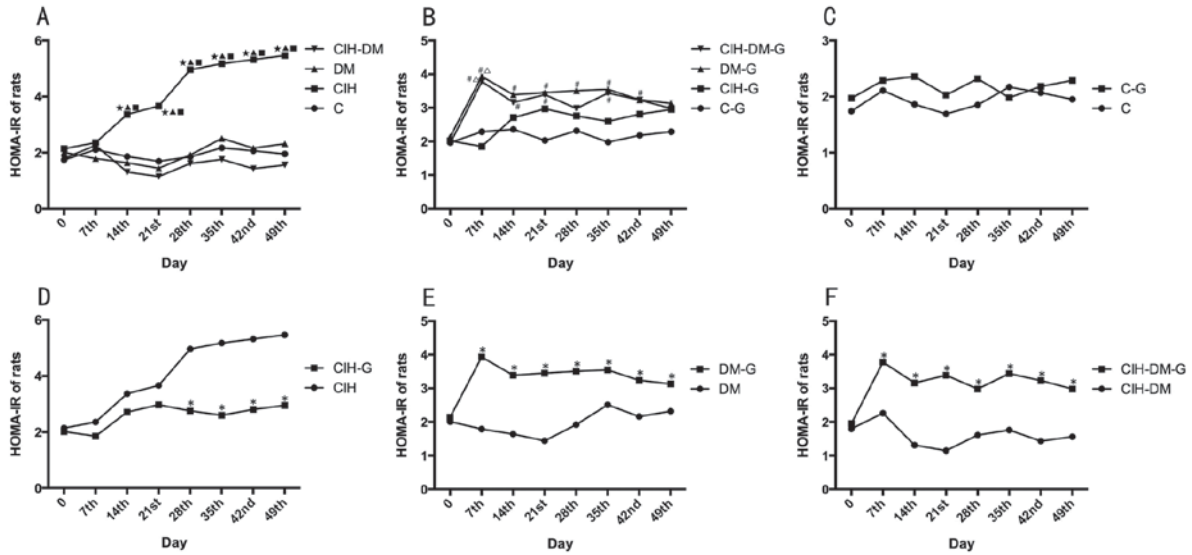 A
HOMA-IR of rats
6
4
2
0
★▲■
★▲■
★▲■
★▲■
★▲■
★▲■
0
7th
14th
21st
28th
35th
42nd
49th
Day
CIH-DM
DM
CIH
C
B
HOMA-IR of rats
5
4
3
2
1
0
#△
#△
#
#
#
#
#
#
#
#
0
7th
14th
21st
28th
35th
42nd
49th
Day
CIH-DM-G
DM-G
CIH-G
C-G
C
HOMA-IR of rats
3
2
1
0
0
7th
14th
21st
28th
35th
42nd
49th
Day
C-G
C
D
HOMA-IR of rats
6
4
2
0
*
*
*
*
0
7th
14th
21st
28th
35th
42nd
49th
Day
CIH-G
CIH
E
HOMA-IR of rats
5
4
3
2
1
0
*
*
*
*
*
*
*
0
7th
14th
21st
28th
35th
42nd
49th
Day
DM-G
DM
F
HOMA-IR of rats
5
4
3
2
1
0
*
*
*
*
*
*
*
0
7th
14th
21st
28th
35th
42nd
49th
Day
CIH-DM-G
CIH-DM